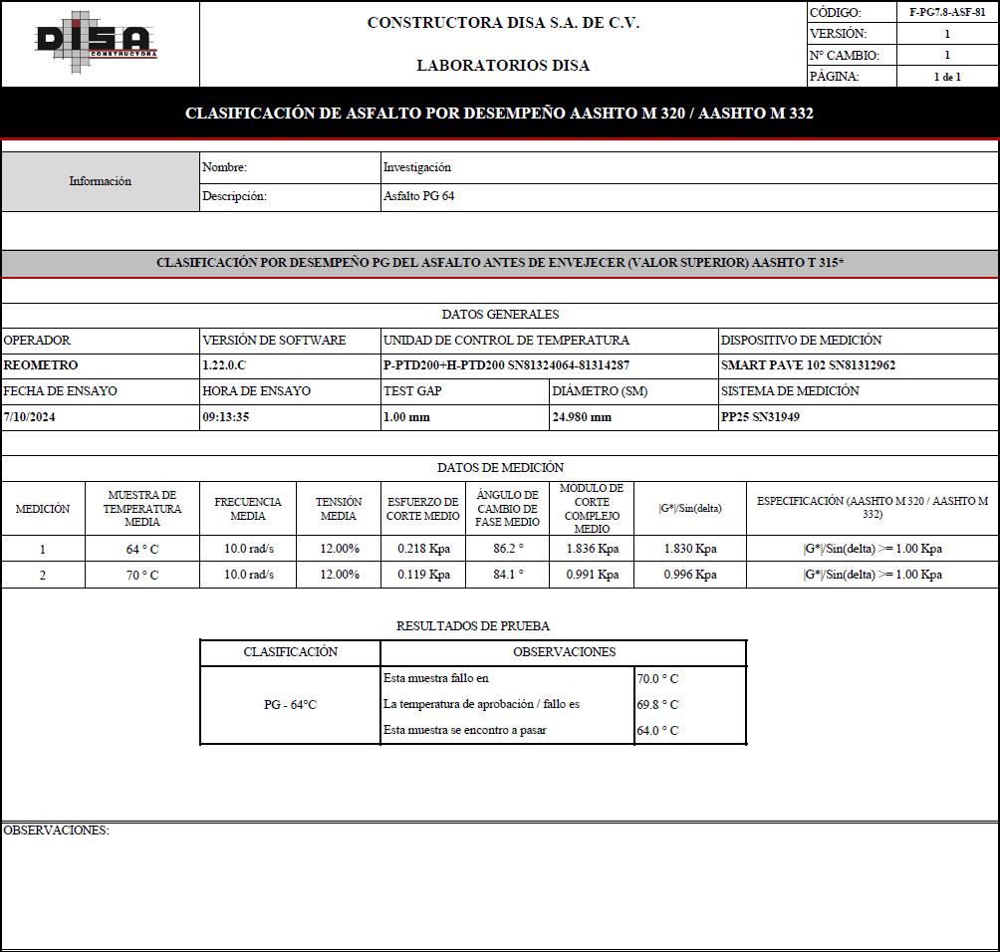 DISA
CONSTRUCTORA
CONSTRUCTORA DISA S.A. DE C.V.
LABORATORIOS DISA
CÓDIGO: F-PG7.8-ASF-81
VERSIÓN: 1
Nº CAMBIO: 1
PÁGINA: 1 de 1
CLASIFICACIÓN DE ASFALTO POR DESEMPEÑO AASHTO M 320 / AASHTO M 332
Información
Nombre: Investigación
Descripción: Asfalto PG 64
CLASIFICACIÓN POR DESEMPEÑO PG DEL ASFALTO ANTES DE ENVEJECER (VALOR SUPERIOR) AASHTO T 315*
DATOS GENERALES
OPERADOR VERSIÓN DE SOFTWARE UNIDAD DE CONTROL DE TEMPERATURA DISPOSITIVO DE MEDICIÓN
REOMETRO 1.22.0.C P-PTD200+H-PTD200 SN81324064-81314287 SMART PAVE 102 SN81312962
FECHA DE ENSAYO HORA DE ENSAYO TEST GAP DIÁMETRO (SM) SISTEMA DE MEDICIÓN
7/10/2024 09:13:35 1.00 mm 24.980 mm PP25 SN31949
DATOS DE MEDICIÓN
MEDICIÓN
MUESTRA DE
TEMPERATURA
MEDIA
FRECUENCIA
MEDIA
TENSIÓN
MEDIA
ESFUERZO DE
CORTE MEDIO
ÁNGULO DE
CAMBIO DE
FASE MEDIO
MÓDULO DE
CORTE
COMPLEJO
MEDIO
|G*|/Sin(delta)
ESPECIFICACIÓN (AASHTO M 320 / AASHTO M
332)
1 64 ° C 10.0 rad/s 12.00% 0.218 Kpa 86.2 ° 1.836 Kpa 1.830 Kpa |G*|/Sin(delta) >= 1.00 Kpa
2 70 ° C 10.0 rad/s 12.00% 0.119 Kpa 84.1 ° 0.991 Kpa 0.996 Kpa |G*|/Sin(delta) >= 1.00 Kpa
RESULTADOS DE PRUEBA
CLASIFICACIÓN OBSERVACIONES
PG - 64°C
Esta muestra fallo en 70.0 ° C
La temperatura de aprobación / fallo es 69.8 ° C
Esta muestra se encontro a pasar 64.0 ° C
OBSERVACIONES: